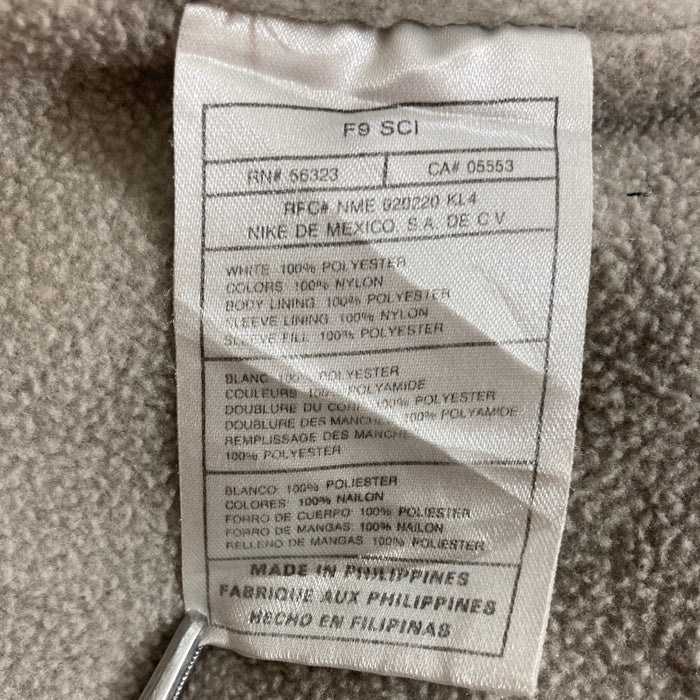 F9 SCI
RN# 56323 CA# 05553
RFC# NME 920220 KL4
NIKE DE MEXICO S.A. DE C.V
WHITE 100% POLYESTER
COLORS 100% NYLON
BODY LINING 100% POLYESTER
SLEEVE LINING 100% NYLON
SLEEVE FILL 100% POLYESTER
BLANC 100% POLYESTER
COULEURS 100% POLYAMIDE
DOUBLURE DU 100% POLYESTER
DOUBLURE DES 100% POLYAMIDE
REMPLISSAGE DES
100% POLYESTER
BLANCO 100% POLIESTER
COLORES: 100% NAILON
FORRO DE CUERPO: 100% POLIESTER
FORRO DE MANGAS: 100% NAILON
RELLENO DE MANGAS 100% POLIESTER
MADE IN PHILIPPINES
FABRIQUE AUX PHILIPPINES
HECHO EN FILIPINAS